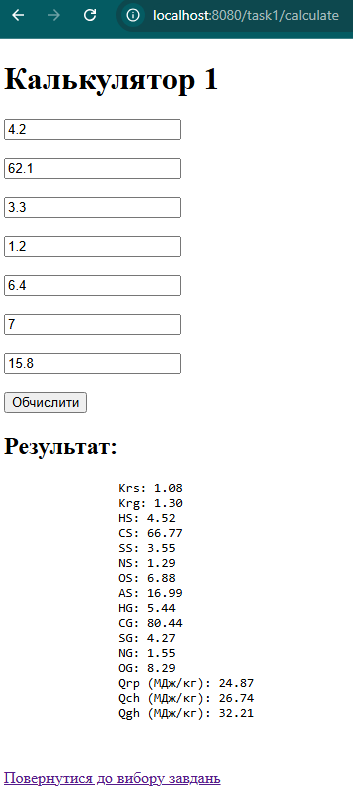 localhost:8080/task1/calculate
Калькулятор 1
4.2
62.1
3.3
1.2
6.4
7
15.8
Обчислити
Результат:
Krs: 1.08
Krg: 1.30
HS: 4.52
CS: 66.77
SS: 3.55
NS: 1.29
OS: 6.88
AS: 16.99
HG: 5.44
CG: 80.44
SG: 4.27
NG: 1.55
OG: 8.29
Qrp (МДж/кг): 24.87
Qch (МДж/кг): 26.74
Qgh (МДж/кг): 32.21
Повернутися до вибору завдань